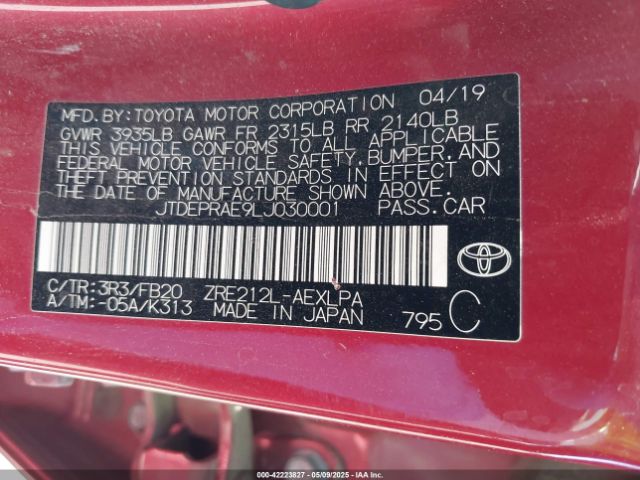 MFD.BY:TOYOTA MOTOR CORPORATION 04/19
GVWR 3935LB GAWR FR 2315LB RR 2140LB
THIS VEHICLE CONFORMS TO ALL APPLICABLE
FEDERAL MOTOR VEHICLE SAFETY,BUMPER,AND
THEFT PREVENTION STANDARDS IN EFFECT ON
THE DATE OF MANUFACTURE SHOWN ABOVE.
JTDEPRAE9LJ030001 PASS.CAR
C/TR:3R3/FB20 ZRE212L-AEXLPA
A/TM:-05A/K313 MADE IN JAPAN 795 C
000-42223827 - 05/09/2025 - IAAI.COM